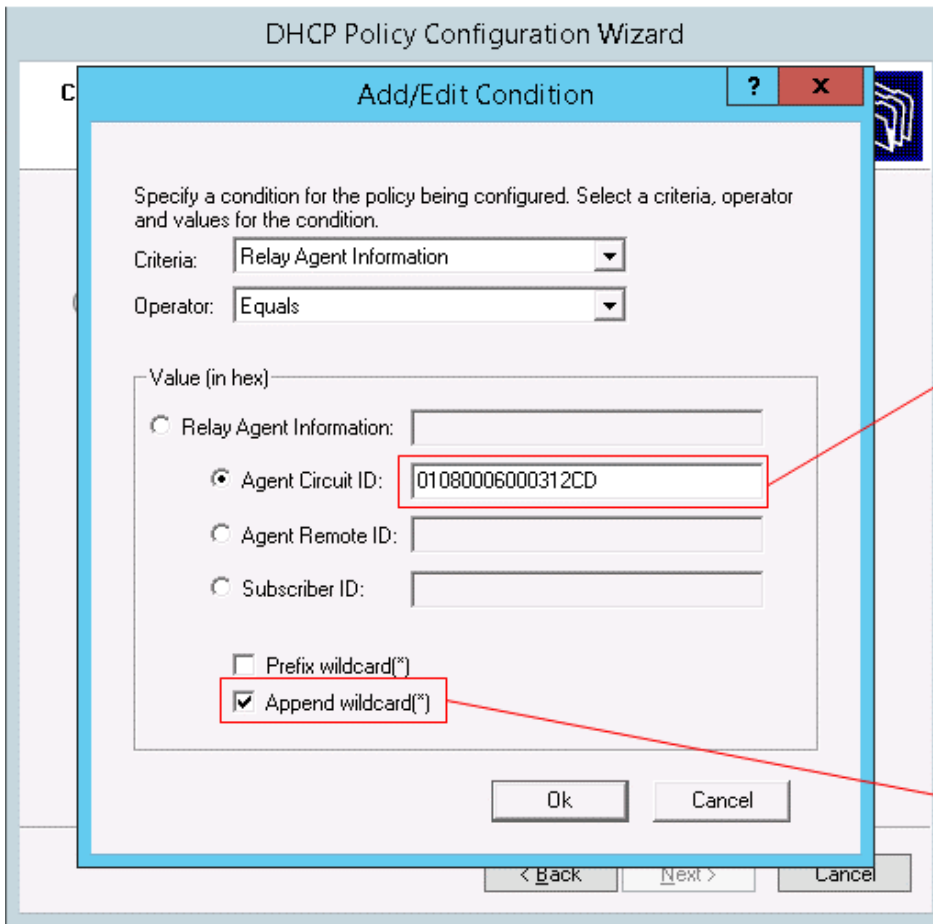 DHCP Policy Configuration Wizard
C
Add/Edit Condition
?
x
Specify a condition for the policy being configured. Select a criteria, operator
and values for the condition.
Criteria: Relay Agent Information
Operator: Equals
Value (in hex)
Relay Agent Information:
Agent Circuit ID: 01080006000312CD
Agent Remote ID:
Subscriber ID:
Prefix wildcard(*)
Append wildcard(*)
Ok Cancel
< Back Next > Cancel